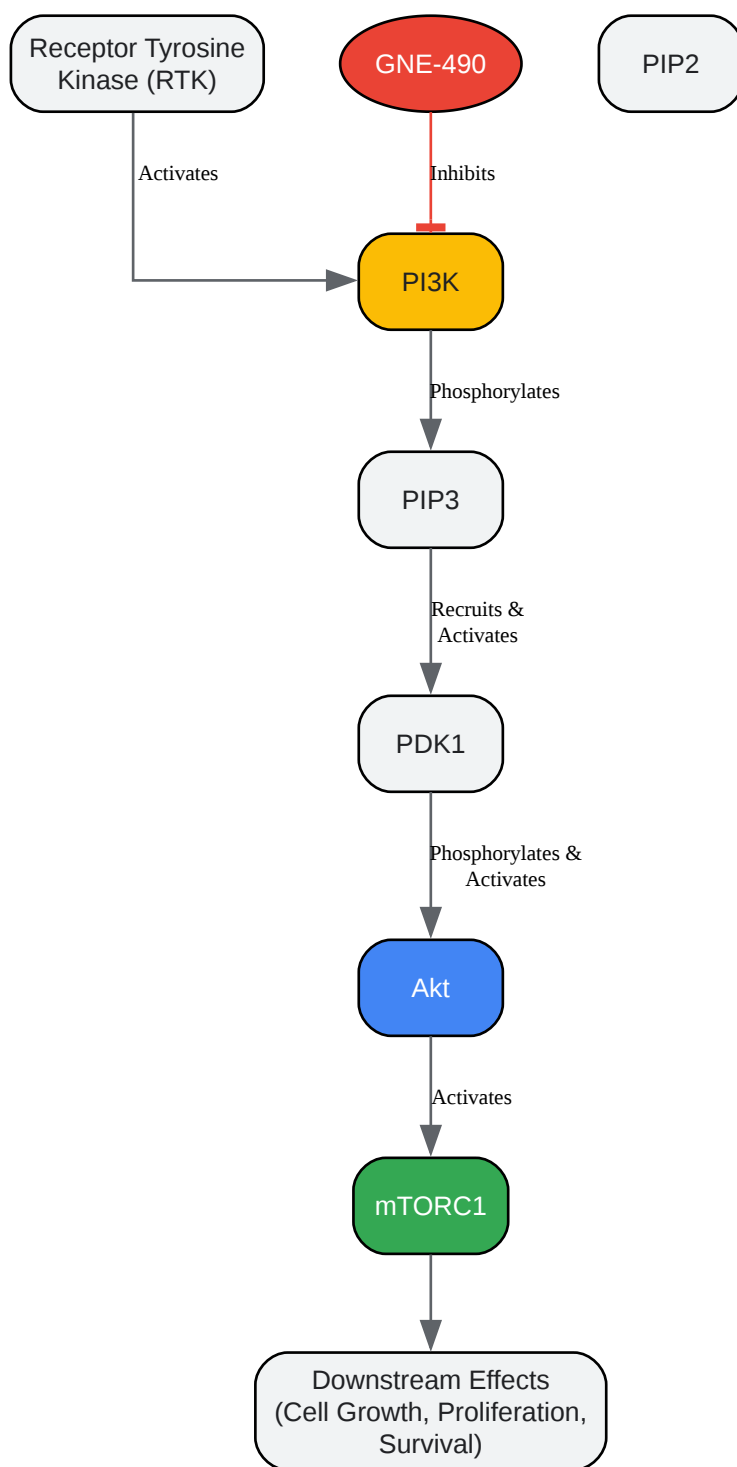 Receptor Tyrosine
Kinase (RTK)
GNE-490
PIP2
Activates
Inhibits
PI3K
Phosphorylates
PIP3
Recruits &
Activates
PDK1
Phosphorylates &
Activates
Akt
Activates
mTORC1
Downstream Effects
(Cell Growth, Proliferation,
Survival)